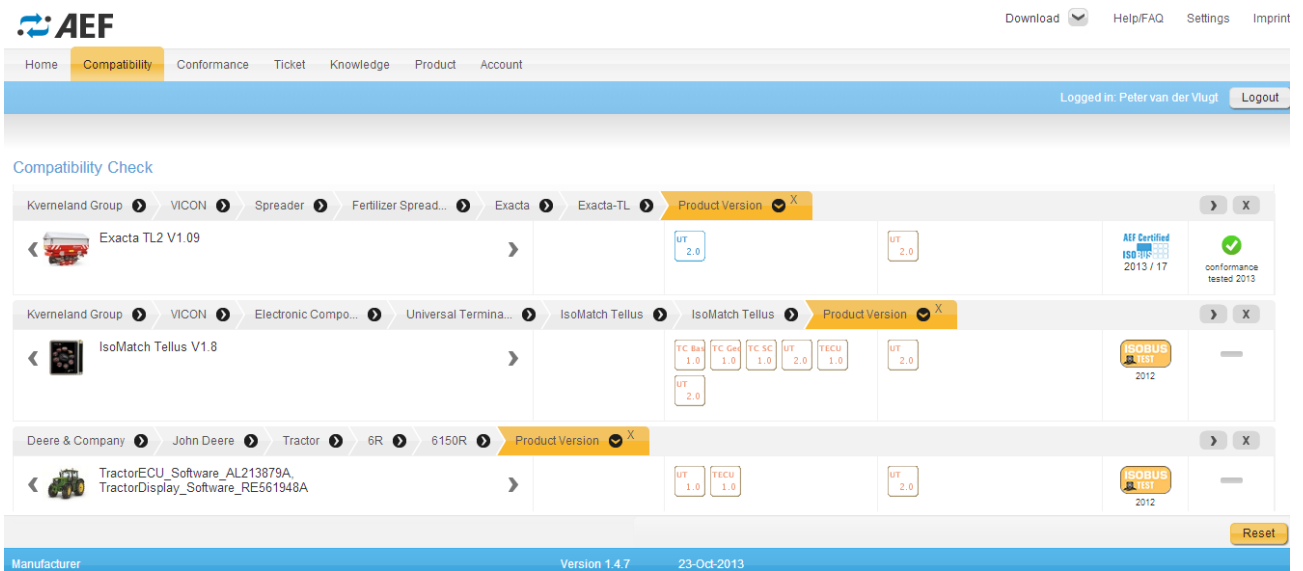 AEF
Download
Help/FAQ
Settings
Imprint
Home
Compatibility
Conformance
Ticket
Knowledge
Product
Account
Logged in: Peter van der Vlugt
Logout
Compatibility Check
Kverneland Group
VICON
Spreader
Fertilizer Spread...
Exacta
Exacta-TL
Product Version
X
X
Exacta TL2 V1.09
UT
2.0
UT
2.0
AEF Certified
ISOBUS
2013 / 17
conformance
tested 2013
Kverneland Group
VICON
Electronic Compo...
Universal Termina...
IsoMatch Tellus
IsoMatch Tellus
Product Version
X
X
IsoMatch Tellus V1.8
TC Bas
1.0
TC Geo
1.0
TC SC
1.0
UT
2.0
TECU
1.0
UT
2.0
UT
2.0
ISOBUS
TEST
2012
Deere & Company
John Deere
Tractor
6R
6150R
Product Version
X
X
TractorECU_Software_AL213879A,
TractorDisplay_Software_RE561948A
UT
1.0
TECU
1.0
UT
2.0
ISOBUS
TEST
2012
Reset
Manufacturer
Version 1.4.7
23-Oct-2013